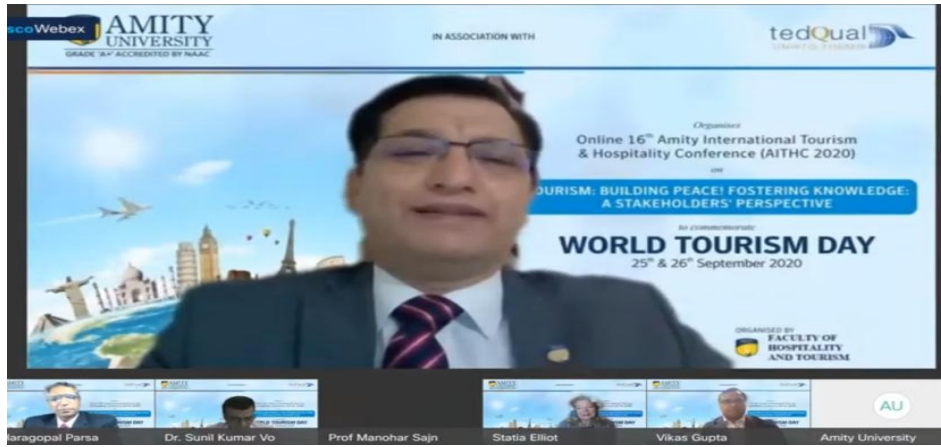 scoWebex
AMITY
UNIVERSITY
GRADE "A+" ACCREDITED BY NAAC
IN ASSOCIATION WITH
tedQual
Organises
Online 16th Amity International Tourism
& Hospitality Conference (AITHC 2020)
on
OURISM: BUILDING PEACE! FOSTERING KNOWLEDGE:
A STAKEHOLDERS' PERSPECTIVE
to commemorate
WORLD TOURISM DAY
25th & 26th September 2020
ORGANISED BY
FACULTY OF
HOSPITALITY
AND TOURISM
AU
Haragopal Parsa
Dr. Sunil Kumar Vo
Prof Manohar Sajn
Statia Elliot
Vikas Gupta
Amity University